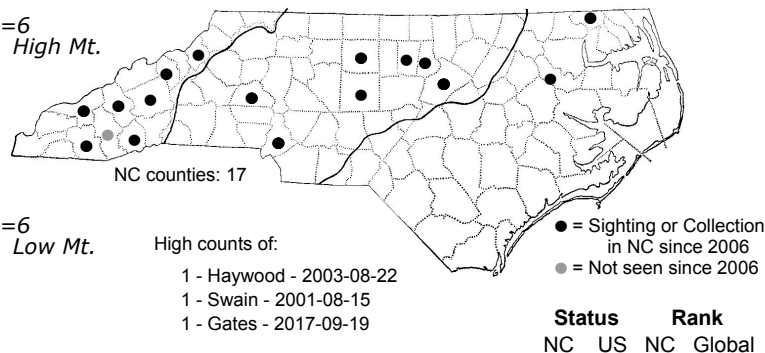 =6
High Mt.
NC counties: 17
=6
Low Mt.
High counts of:
1 - Haywood - 2003-08-22
1 - Swain - 2001-08-15
1 - Gates - 2017-09-19
= Sighting or Collection
in NC since 2006
= Not seen since 2006
Status Rank
NC US NC Global